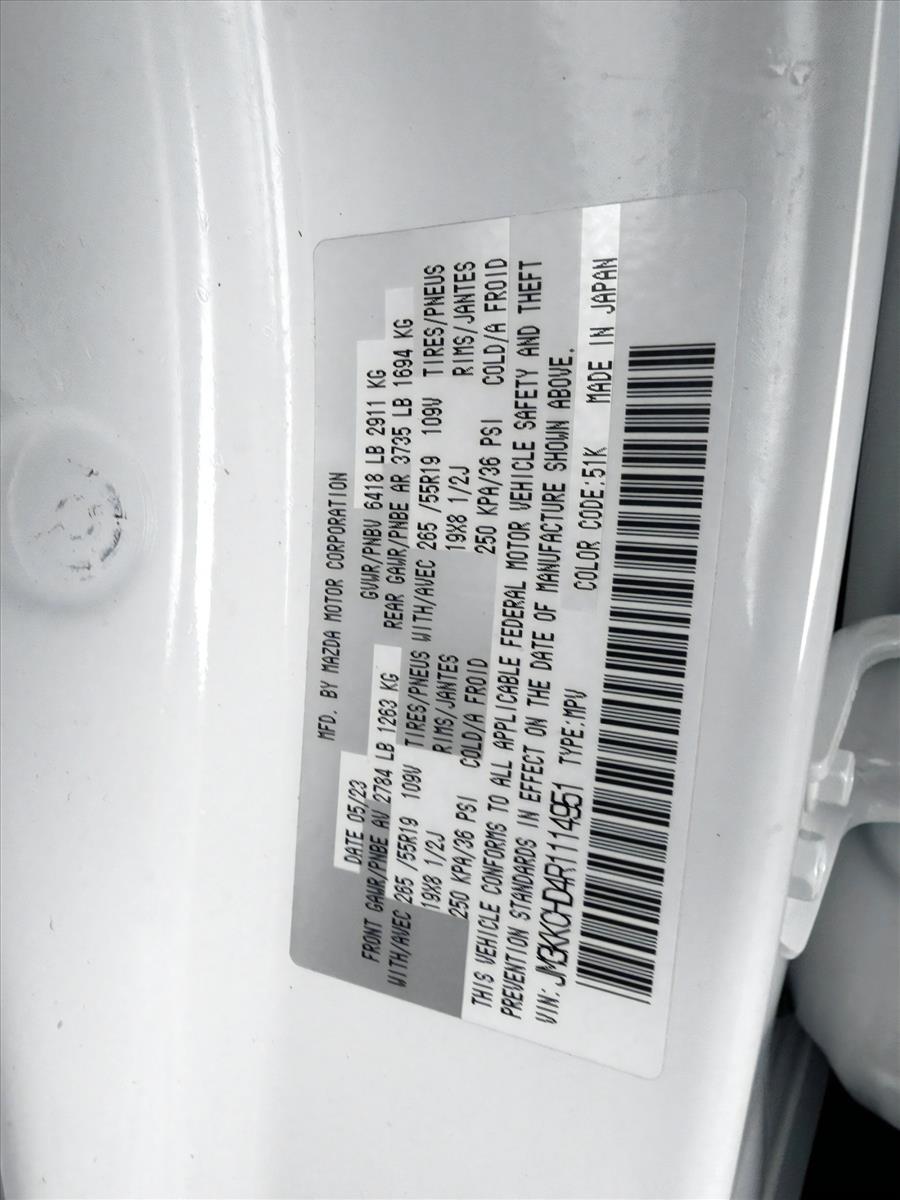 MFD. BY MAZDA MOTOR CORPORATION
DATE 05/23 GVWR/PNBV 6418 LB 2911 KG
FRONT GAWR/PNBE AV 2784 LB 1263 KG REAR GAWR/PNBE AR 3735 LB 1694 KG
WITH/AVEC 265 /55R19 109V TIRES/PNEUS WITH/AVEC 265 /55R19 109V TIRES/PNEUS
19X8 1/2J RIMS/JANTES 19X8 1/2J RIMS/JANTES
250 KPA/36 PSI COLD/A FROID 250 KPA/36 PSI COLD/A FROID
THIS VEHICLE CONFORMS TO ALL APPLICABLE FEDERAL MOTOR VEHICLE SAFETY AND THEFT
PREVENTION STANDARDS IN EFFECT ON THE DATE OF MANUFACTURE SHOWN ABOVE.
VIN: JM3KKCHD4R1114951 TYPE:MPV COLOR CODE:51K MADE IN JAPAN